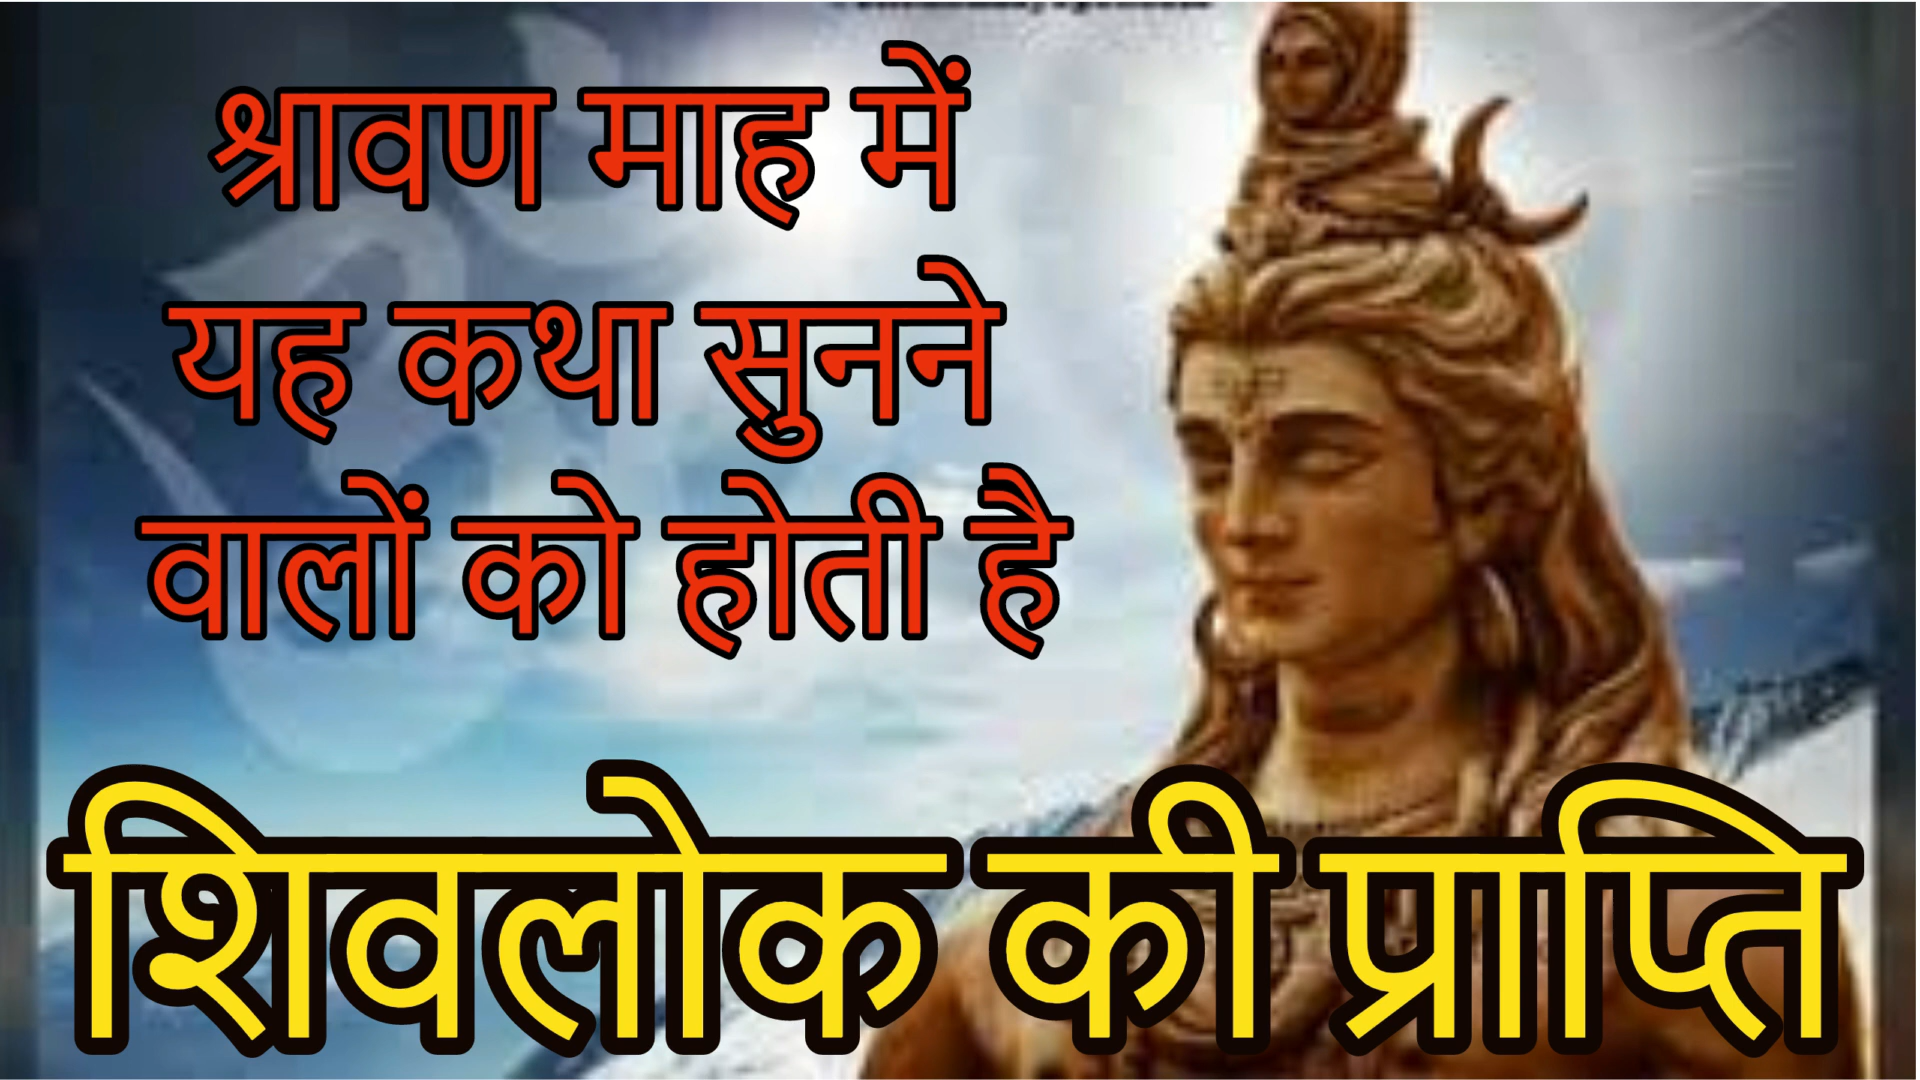 श्रावण माह में
यह कथा सुनने
वालों को होती है
शिवलोक की प्राप्ति